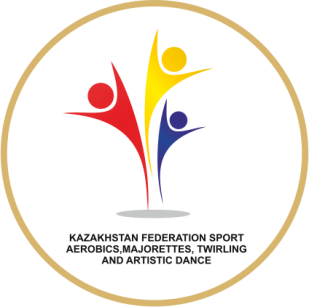 KAZAKHSTAN FEDERATION SPORT
AEROBICS,MAJORETTES, TWIRLING
AND ARTISTIC DANCE